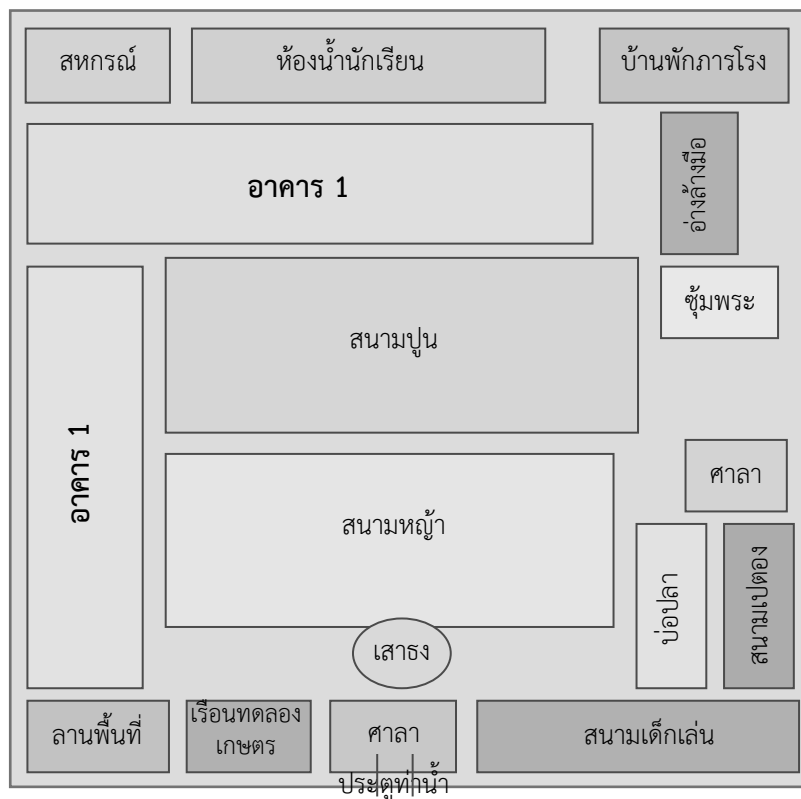 สหกรณ์
ห้องน้ำนักเรียน
บ้านพักภารโรง
อาคาร 1
อ่างล้างมือ
ซุ้มพระ
สนามปูน
อาคาร 1
ศาลา
สนามหญ้า
บ่อปลา
สนามเปตอง
เสาธง
ลานพื้นที่
เรือนทดลอง
เกษตร
ศาลา
สนามเด็กเล่น
ประตูท่าน้ำ